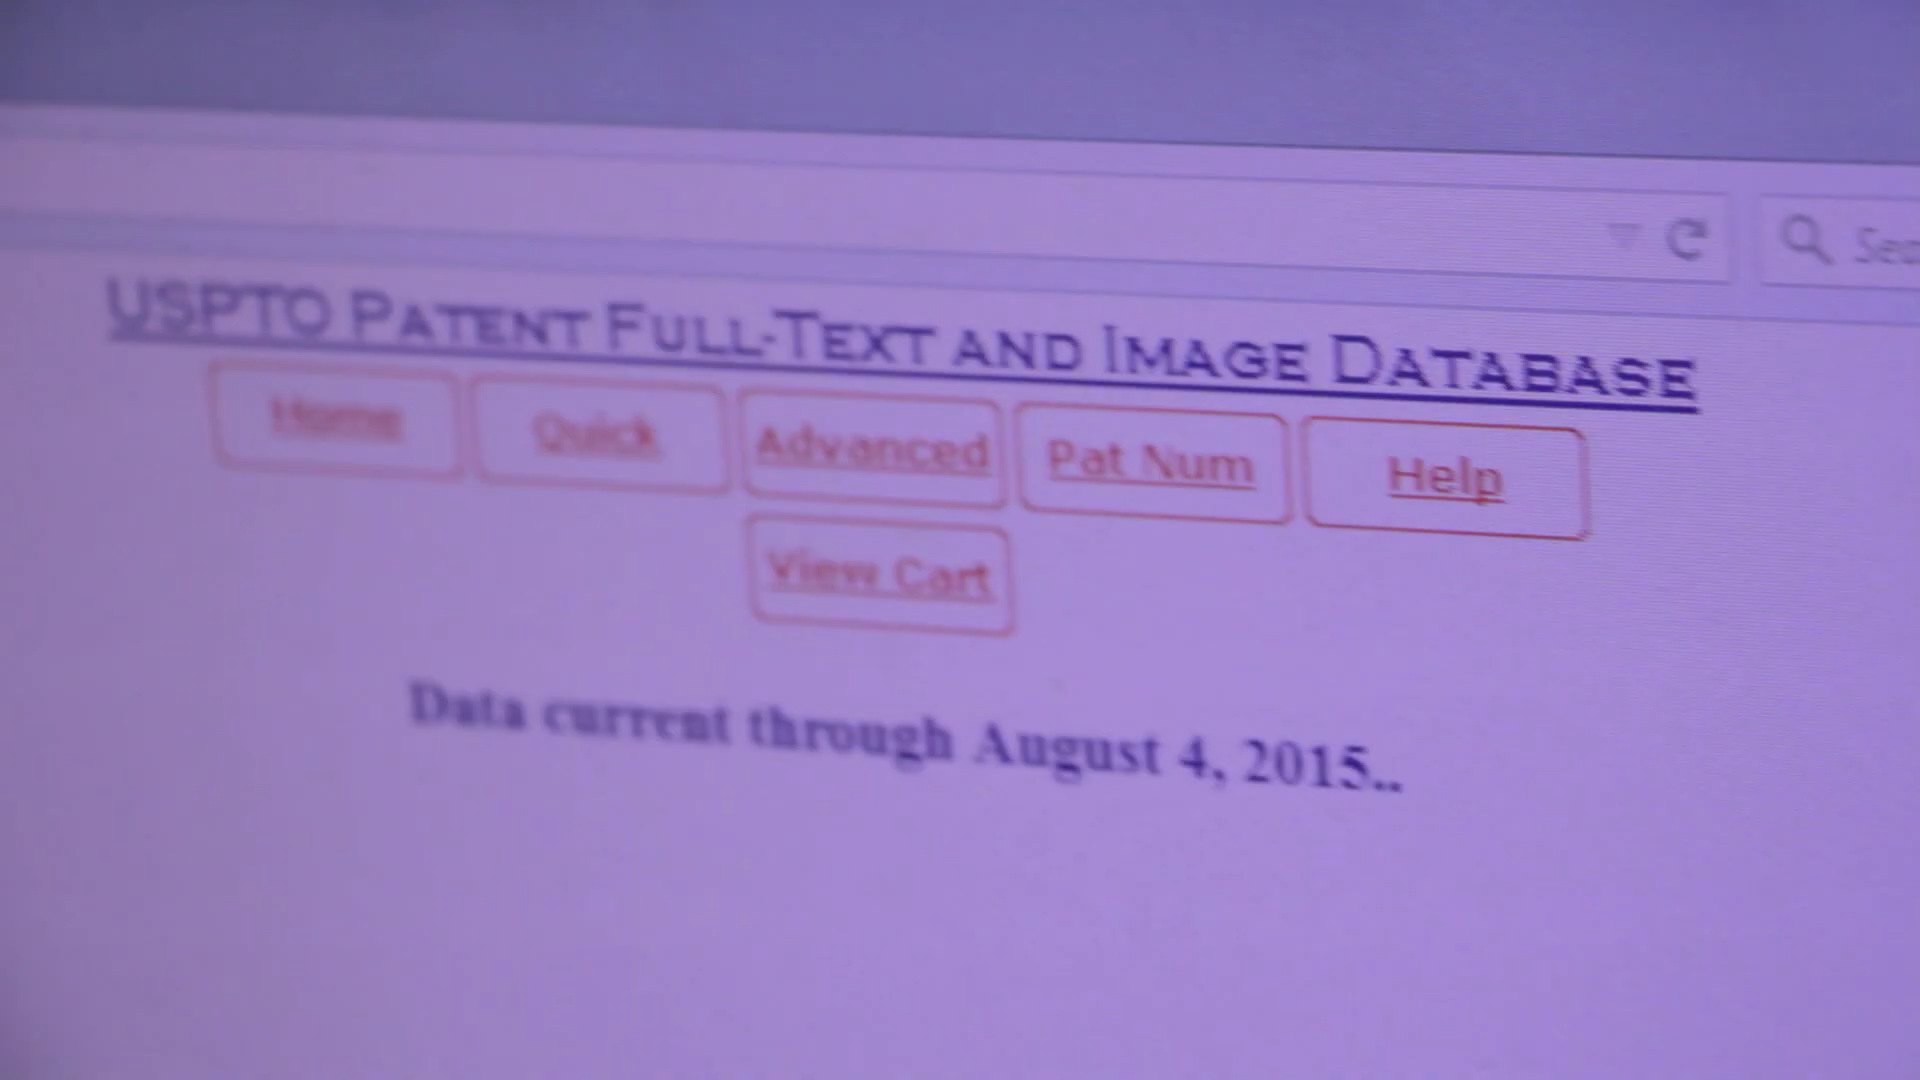 Sea
USPTO PATENT FULL-TEXT AND IMAGE DATABASE
Home Quick Advanced Pat Num Help
View Cart
Data current through August 4, 2015..